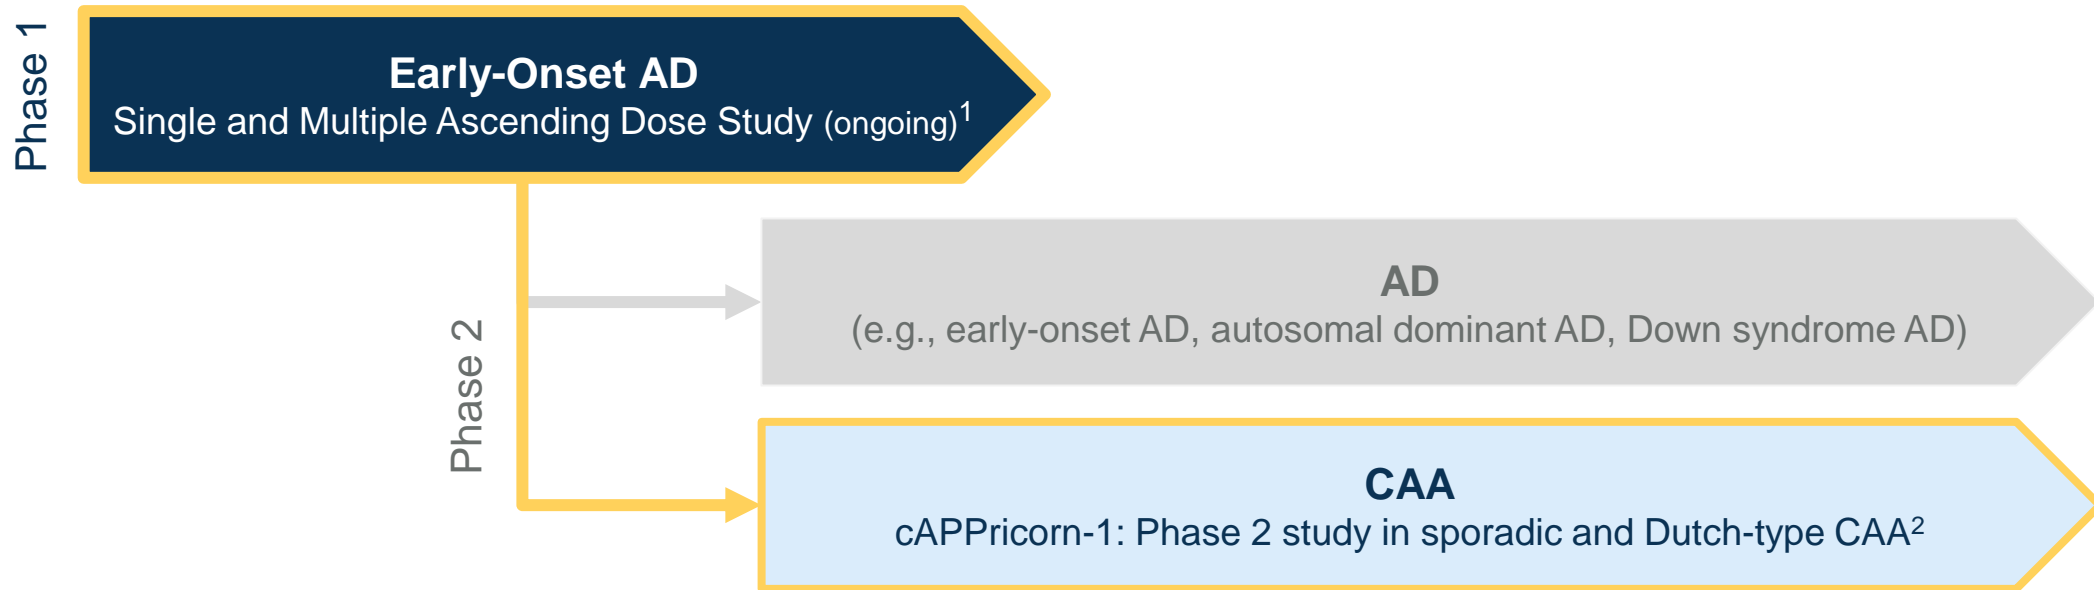 Phase 1
Early-Onset AD
Single and Multiple Ascending Dose Study (ongoing)¹
Phase 2
AD
(e.g., early-onset AD, autosomal dominant AD, Down syndrome AD)
CAA
cAPPricorn-1: Phase 2 study in sporadic and Dutch-type CAA²